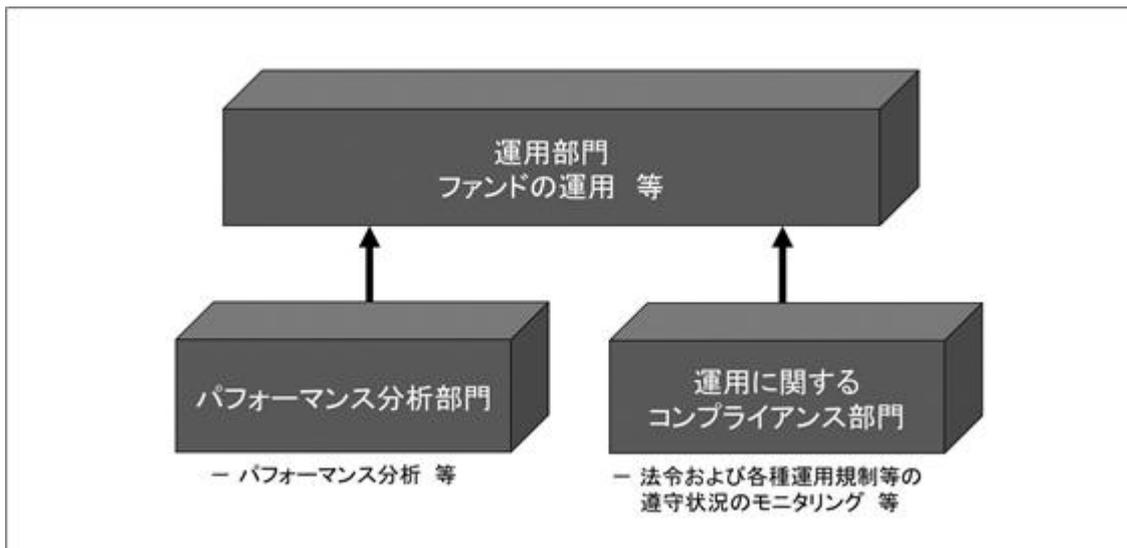 運用部門
ファンドの運用 等
パフォーマンス分析部門
－ パフォーマンス分析 等
運用に関する
コンプライアンス部門
－ 法令および各種運用規制等の
遵守状況のモニタリング 等